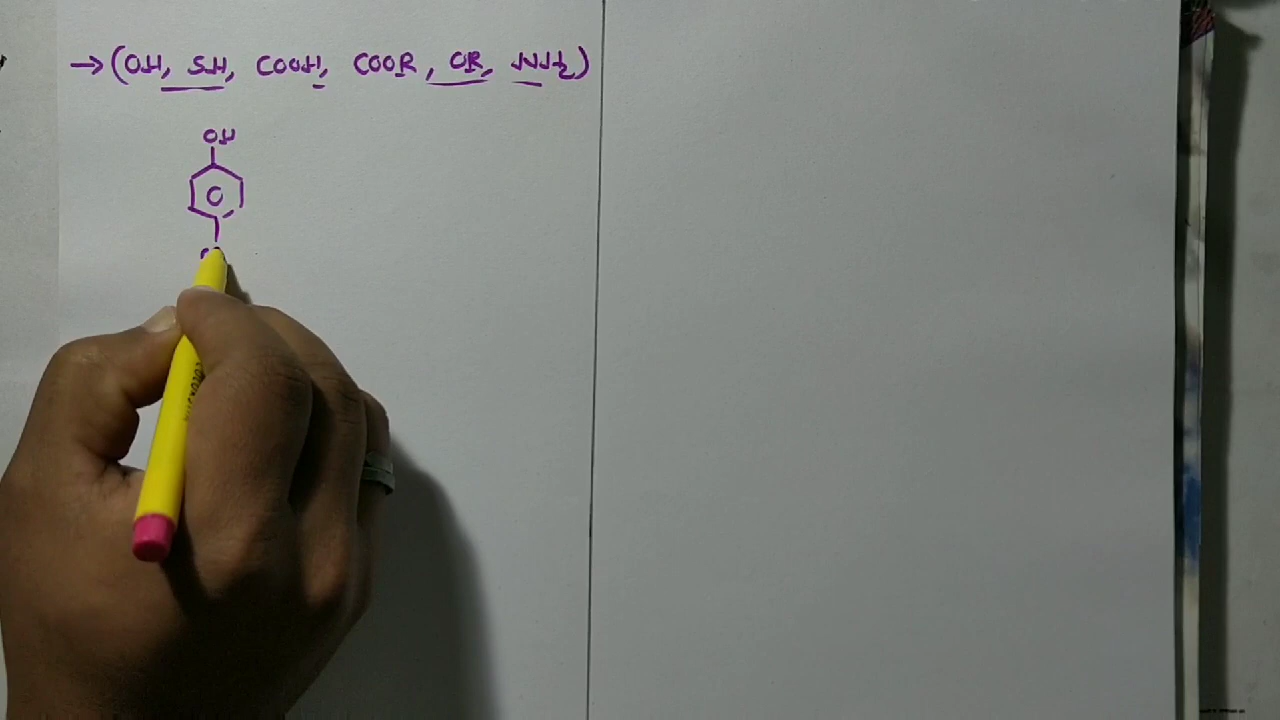 →(OH, SH, COOH, COOR, OR, NH₂)
OH